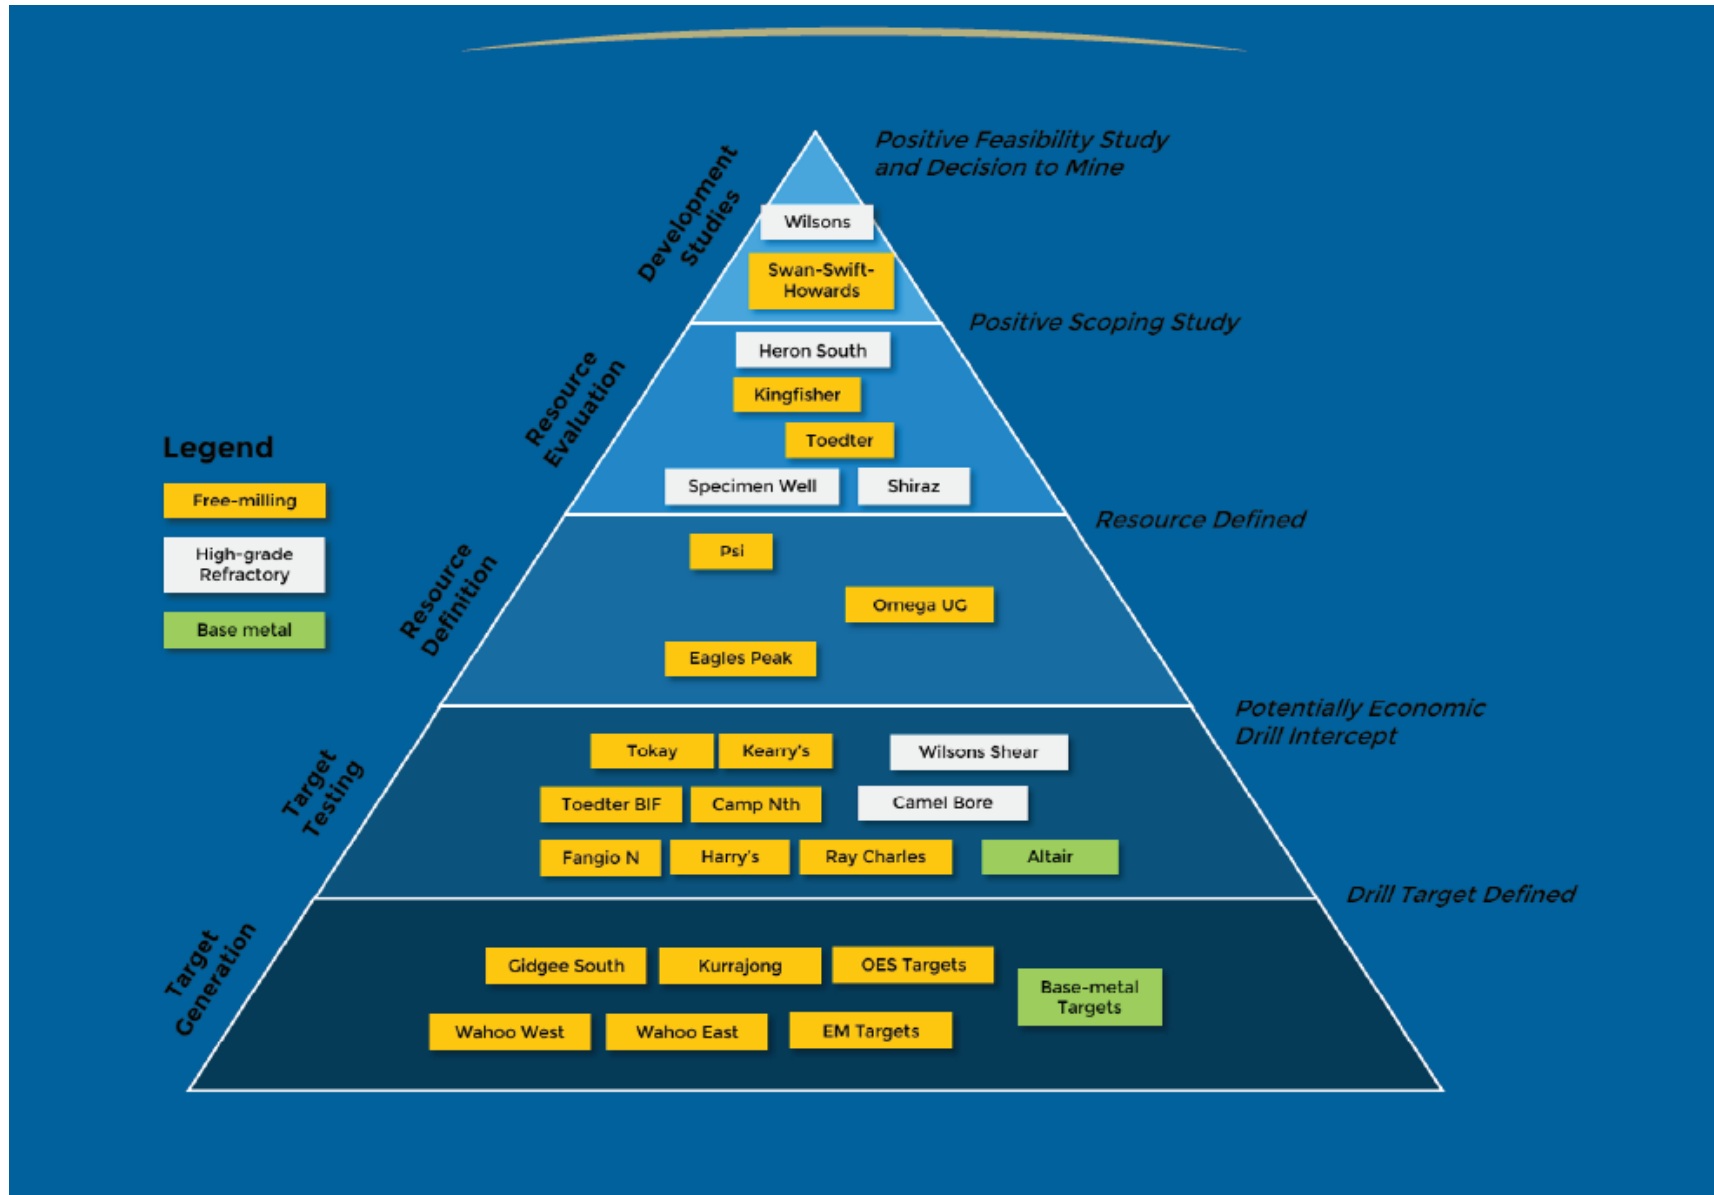 Positive Feasibility Study
and Decision to Mine
Development
Studies
Wilsons
Swan-Swift-
Howards
Positive Scoping Study
Resource
Evaluation
Heron South
Kingfisher
Toedter
Specimen Well
Shiraz
Legend
Free-milling
High-grade
Refractory
Base metal
Resource Defined
Resource
Definition
Psi
Omega UG
Eagles Peak
Potentially Economic
Drill Intercept
Target
Testing
Tokay
Kearry's
Wilsons Shear
Toedter BIF
Camp Nth
Camel Bore
Fangio N
Harry's
Ray Charles
Altair
Drill Target Defined
Target
Generation
Gidgee South
Kurrajong
OES Targets
Base-metal
Targets
Wahoo West
Wahoo East
EM Targets